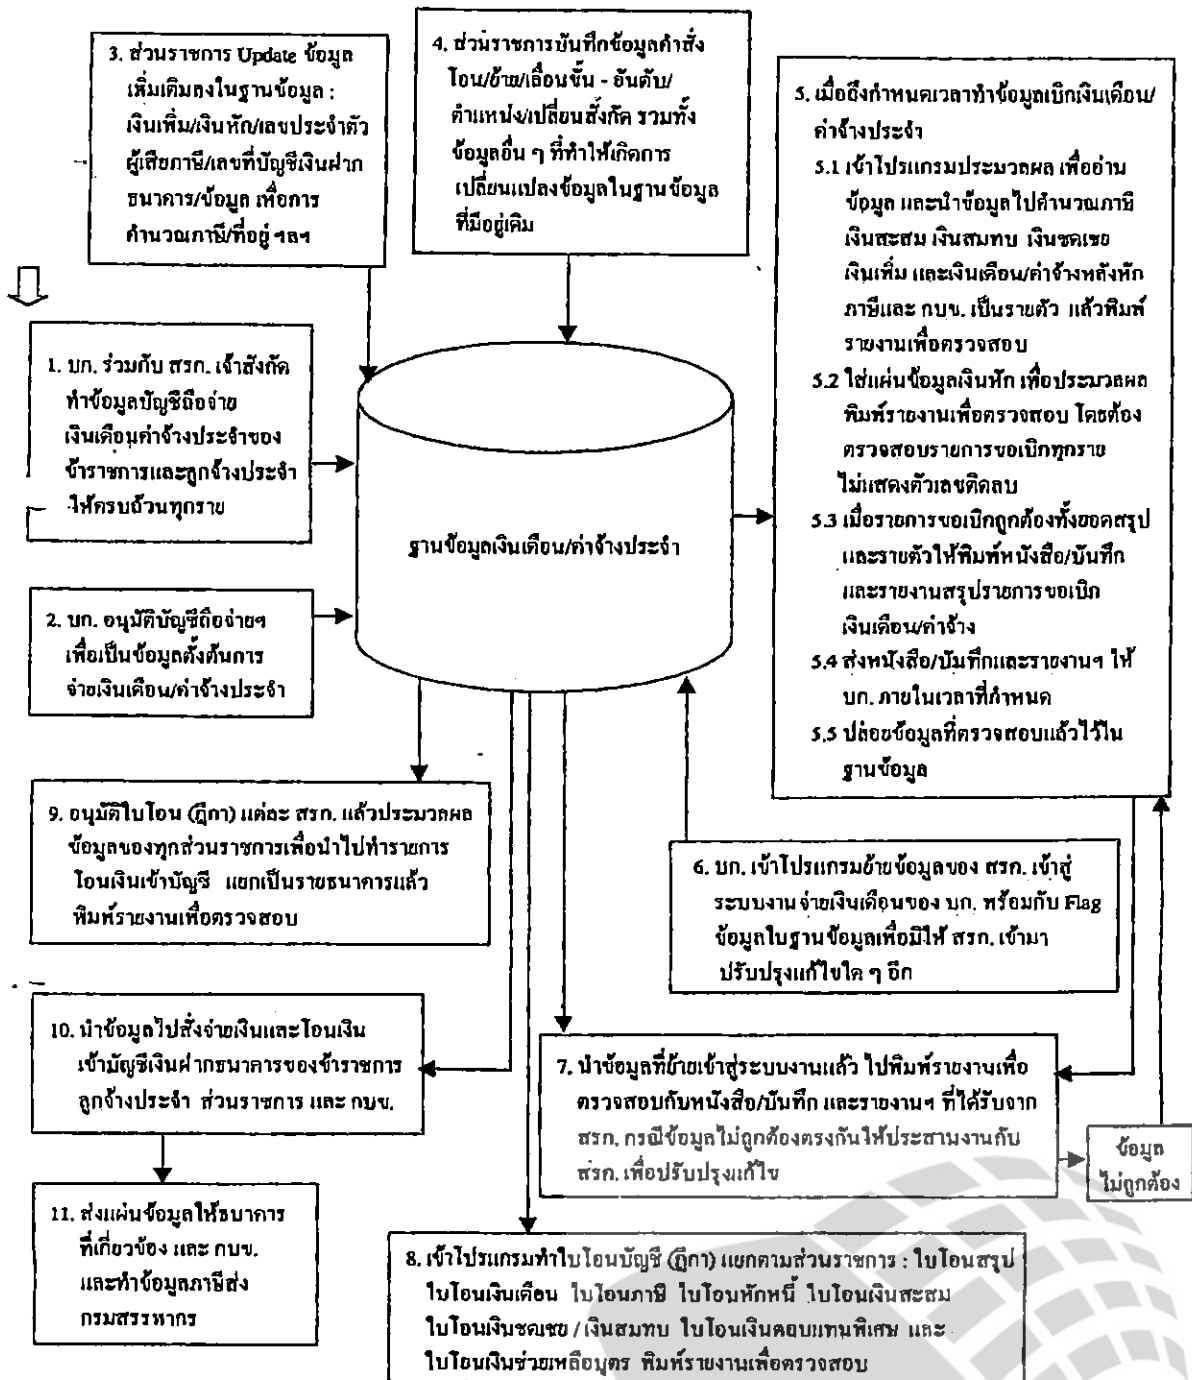 3. ส่วนราชการ Update ข้อมูล
เพิ่มเติมลงในฐานข้อมูล :
เงินเพิ่ม/เงินหัก/เลขประจำตัว
ผู้เสียภาษี/เลขที่บัญชีเงินฝาก
ธนาคาร/ข้อมูล เพื่อการ
คำนวณภาษี/ที่อยู่ ฯลฯ
4. ส่วนราชการบันทึกข้อมูลคำสั่ง
โอน/ย้าย/เลื่อนขั้น - อันดับ/
ตำแหน่ง/เปลี่ยนสังกัด รวมทั้ง
ข้อมูลอื่น ๆ ที่ทำให้เกิดการ
เปลี่ยนแปลงข้อมูลในฐานข้อมูล
ที่มีอยู่เดิม
1. บก. ร่วมกับ สรก. เจ้าสังกัด
ทำข้อมูลบัญชีถือจ่าย
เงินเดือนค่าจ้างประจำของ
ข้าราชการและลูกจ้างประจำ
ให้ครบถ้วนทุกราย
2. บก. อนุมัติบัญชีถือจ่ายฯ
เพื่อเป็นข้อมูลตั้งต้นการ
จ่ายเงินเดือน/ค่าจ้างประจำ
ฐานข้อมูลเงินเดือน/ค่าจ้างประจำ
5. เมื่อถึงกำหนดเวลาทำข้อมูลเบิกเงินเดือน/
ค่าจ้างประจำ
5.1 เข้าโปรแกรมประมวลผล เพื่ออ่าน
ข้อมูล และนำข้อมูลไปคำนวณภาษี
เงินสะสม เงินสมทบ เงินชดเชย
เงินเพิ่ม และเงินเดือน/ค่าจ้างหลังหัก
ภาษีและ กบข. เป็นรายตัว แล้วพิมพ์
รายงานเพื่อตรวจสอบ
5.2 ใส่แผ่นข้อมูลเงินหัก เพื่อประมวลผล
พิมพ์รายงานเพื่อตรวจสอบ โดยต้อง
ตรวจสอบรายการขอเบิกทุกราย
ไม่แสดงตัวเลขติดลบ
5.3 เมื่อรายการขอเบิกถูกต้องทั้งยอดสรุป
และรายตัวให้พิมพ์หนังสือ/บันทึก
และรายงานสรุปรายการขอเบิก
เงินเดือน/ค่าจ้าง
5.4 ส่งหนังสือ/บันทึกและรายงานฯ ให้
บก. ภายในเวลาที่กำหนด
5.5 ปล่อยข้อมูลที่ตรวจสอบแล้วไว้ใน
ฐานข้อมูล
9. อนุมัติใบโอน (ฎีกา) แต่ละ สรก. แล้วประมวลผล
ข้อมูลของทุกส่วนราชการเพื่อนำไปทำรายการ
โอนเงินเข้าบัญชี แยกเป็นรายธนาคารแล้ว
พิมพ์รายงานเพื่อตรวจสอบ
6. บก. เข้าโปรแกรมย้ายข้อมูลของ สรก. เข้าสู่
ระบบงานจ่ายเงินเดือนของ บก. พร้อมกับ Flag
ข้อมูลในฐานข้อมูลเพื่อมิให้ สรก. เข้ามา
ปรับปรุงแก้ไขใด ๆ อีก
10. นำข้อมูลไปสั่งจ่ายเงินและโอนเงิน
เข้าบัญชีเงินฝากธนาคารของข้าราชการ
ลูกจ้างประจำ ส่วนราชการ และ กบข.
7. นำข้อมูลที่ย้ายเข้าสู่ระบบงานแล้ว ไปพิมพ์รายงานเพื่อ
ตรวจสอบกับหนังสือ/บันทึก และรายงานฯ ที่ได้รับจาก
สรก. กรณีข้อมูลไม่ถูกต้องตรงกันให้ประสานงานกับ
สรก. เพื่อปรับปรุงแก้ไข
ข้อมูล
ไม่ถูกต้อง
11. ส่งแผ่นข้อมูลให้ธนาคาร
ที่เกี่ยวข้อง และ กบข.
และทำข้อมูลภาษีส่ง
กรมสรรพากร
8. เข้าโปรแกรมทำใบโอนบัญชี (ฎีกา) แยกตามส่วนราชการ : ใบโอนสรุป
ใบโอนเงินเดือน ใบโอนภาษี ใบโอนหักหนี้ ใบโอนเงินสะสม
ใบโอนเงินชดเชย / เงินสมทบ ใบโอนเงินตอบแทนพิเศษ และ
ใบโอนเงินช่วยเหลือบุตร พิมพ์รายงานเพื่อตรวจสอบ